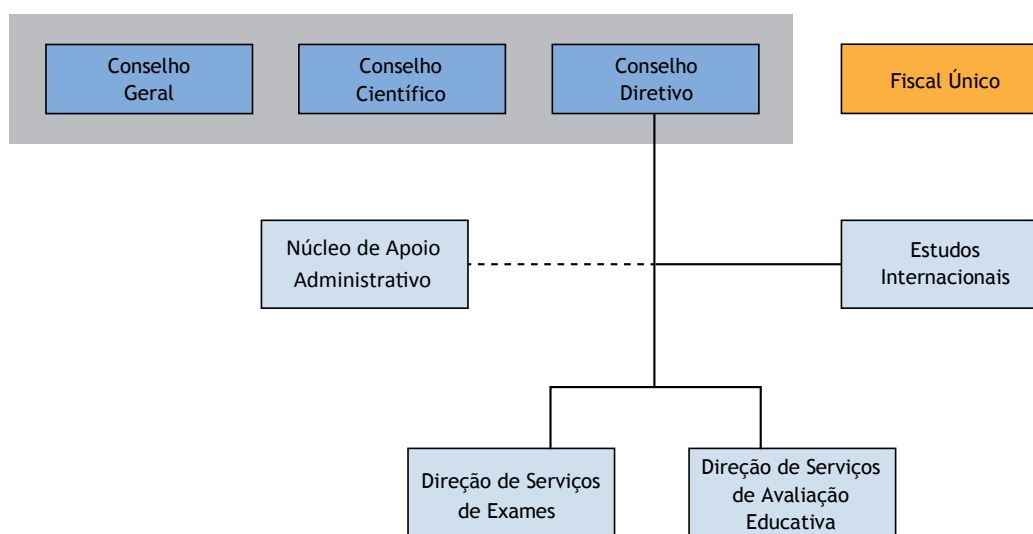 Conselho
Geral
Conselho
Científico
Conselho
Diretivo
Fiscal Único
Núcleo de Apoio
Administrativo
Estudos
Internacionais
Direção de Serviços
de Exames
Direção de Serviços
de Avaliação
Educativa